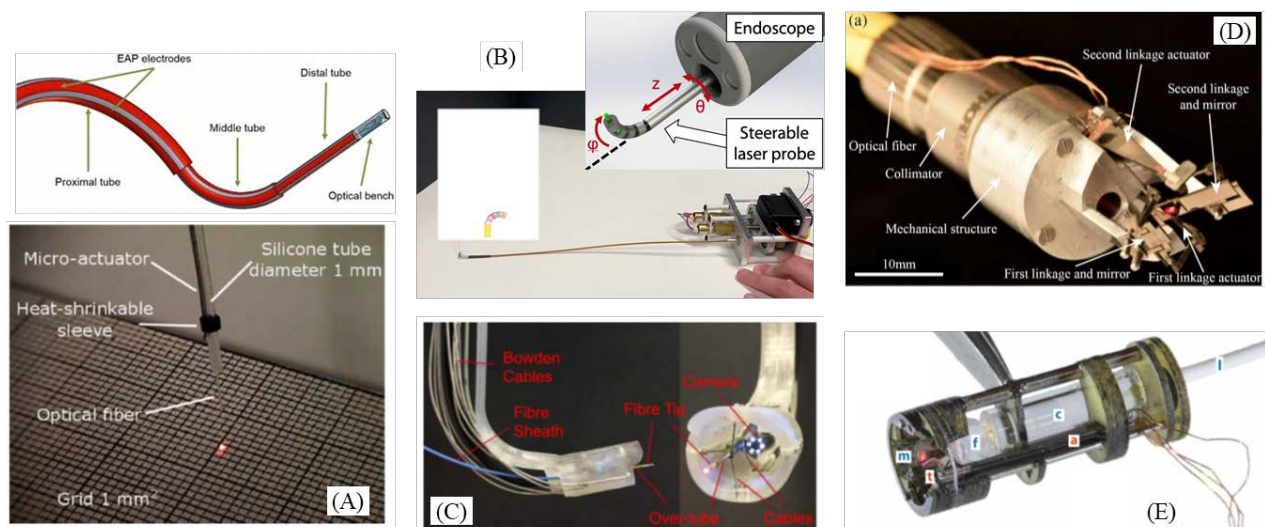 EAP electrodes
Distal tube
Middle tube
Proximal tube
Optical bench
Micro-actuator
Silicone tube
diameter 1 mm
Heat-shrinkable
sleeve
Optical fiber
Grid 1 mm²
(A)
(B)
Endoscope
z
θ
φ
Steerable
laser probe
Bowden
Cables
Fibre
Sheath
Camera
Fibre Tip
Over-tube
Cables
(C)
(a)
(D)
Second linkage
actuator
Second linkage
and mirror
Optical fiber
Collimator
Mechanical structure
10mm
First linkage and mirror
First linkage actuator
l
c
f
a
m
t
(E)